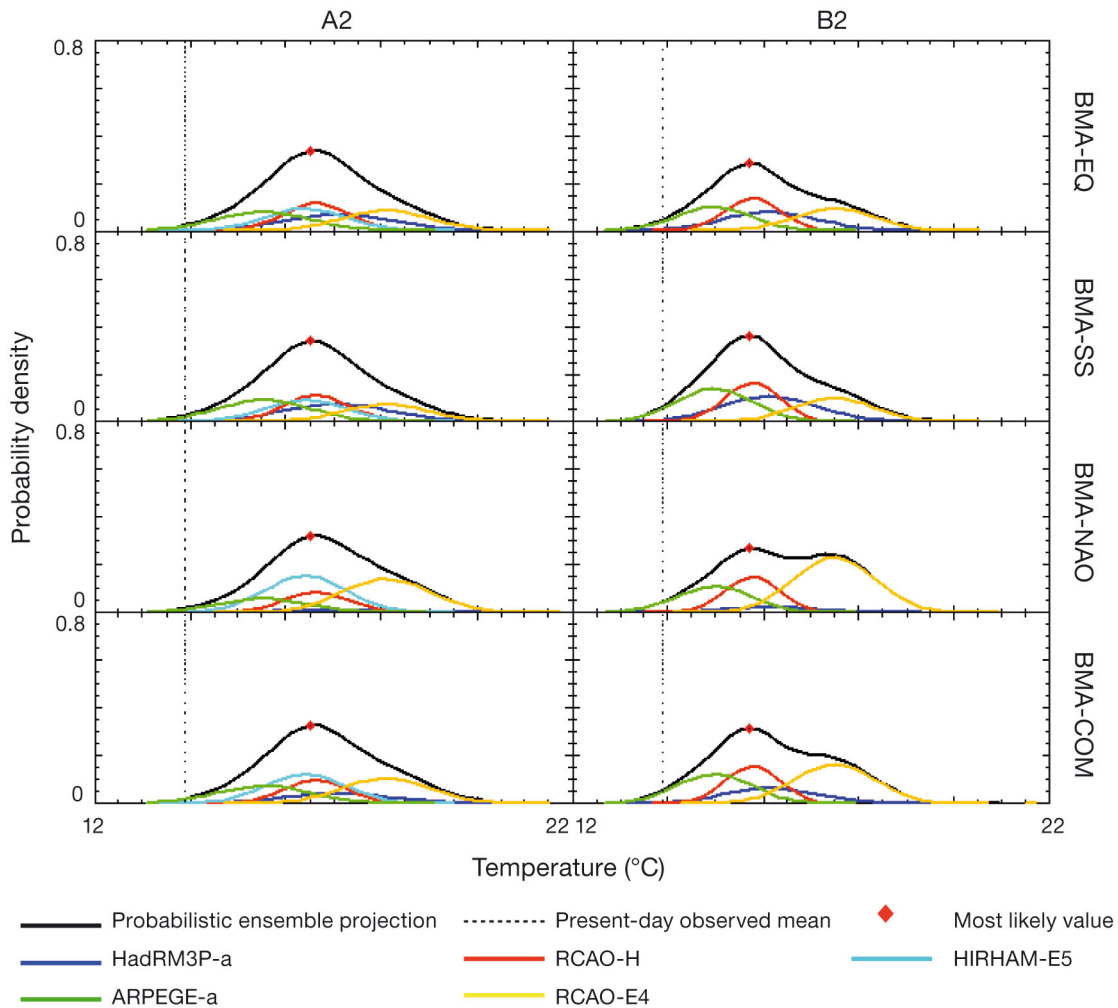 A2 B2
0.8
BMA-EQ
0
0.8
BMA-SS
0
0.8
BMA-NAO
0
0.8
BMA-COM
0
Probability density
12 22 12 22
Temperature (°C)
Probabilistic ensemble projection Present-day observed mean Most likely value
HadRM3P-a RCAO-H HIRHAM-E5
ARPEGE-a RCAO-E4